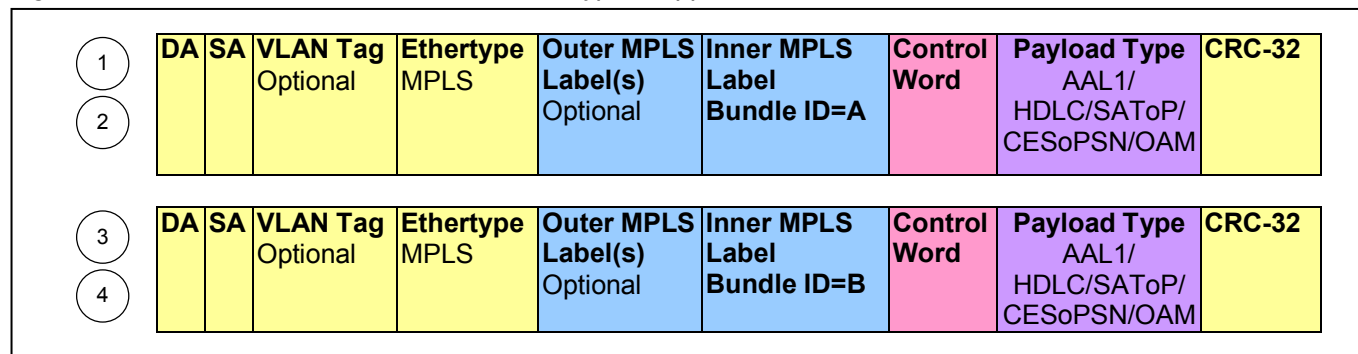 1
2
DA SA VLAN Tag Ethertype Outer MPLS Inner MPLS Control Payload Type CRC-32
Optional MPLS Label(s) Label Word AAL1/
Optional Bundle ID=A HDLC/SAToP/
CESoPSN/OAM
3
4
DA SA VLAN Tag Ethertype Outer MPLS Inner MPLS Control Payload Type CRC-32
Optional MPLS Label(s) Label Word AAL1/
Optional Bundle ID=B HDLC/SAToP/
CESoPSN/OAM